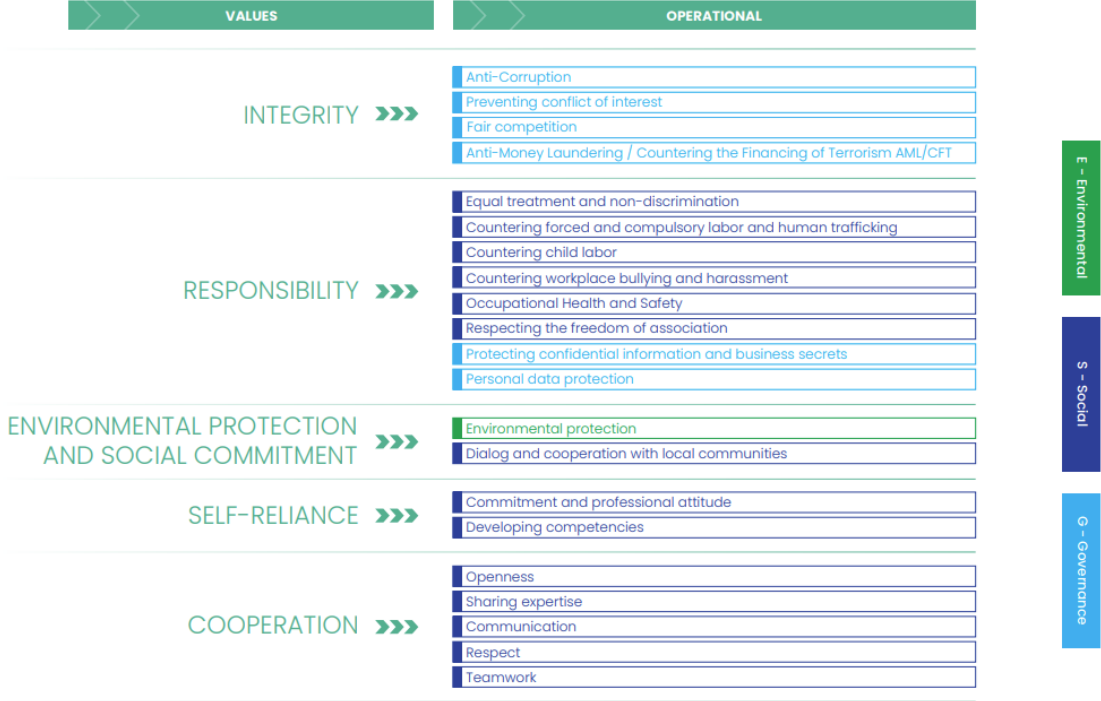 VALUES
OPERATIONAL
INTEGRITY
Anti-Corruption
Preventing conflict of interest
Fair competition
Anti-Money Laundering / Countering the Financing of Terrorism AML/CFT
RESPONSIBILITY
Equal treatment and non-discrimination
Countering forced and compulsory labor and human trafficking
Countering child labor
Countering workplace bullying and harassment
Occupational Health and Safety
Respecting the freedom of association
Protecting confidential information and business secrets
Personal data protection
ENVIRONMENTAL PROTECTION
AND SOCIAL COMMITMENT
Environmental protection
Dialog and cooperation with local communities
SELF-RELIANCE
Commitment and professional attitude
Developing competencies
COOPERATION
Openness
Sharing expertise
Communication
Respect
Teamwork
E - Environmental
S - Social
G - Governance